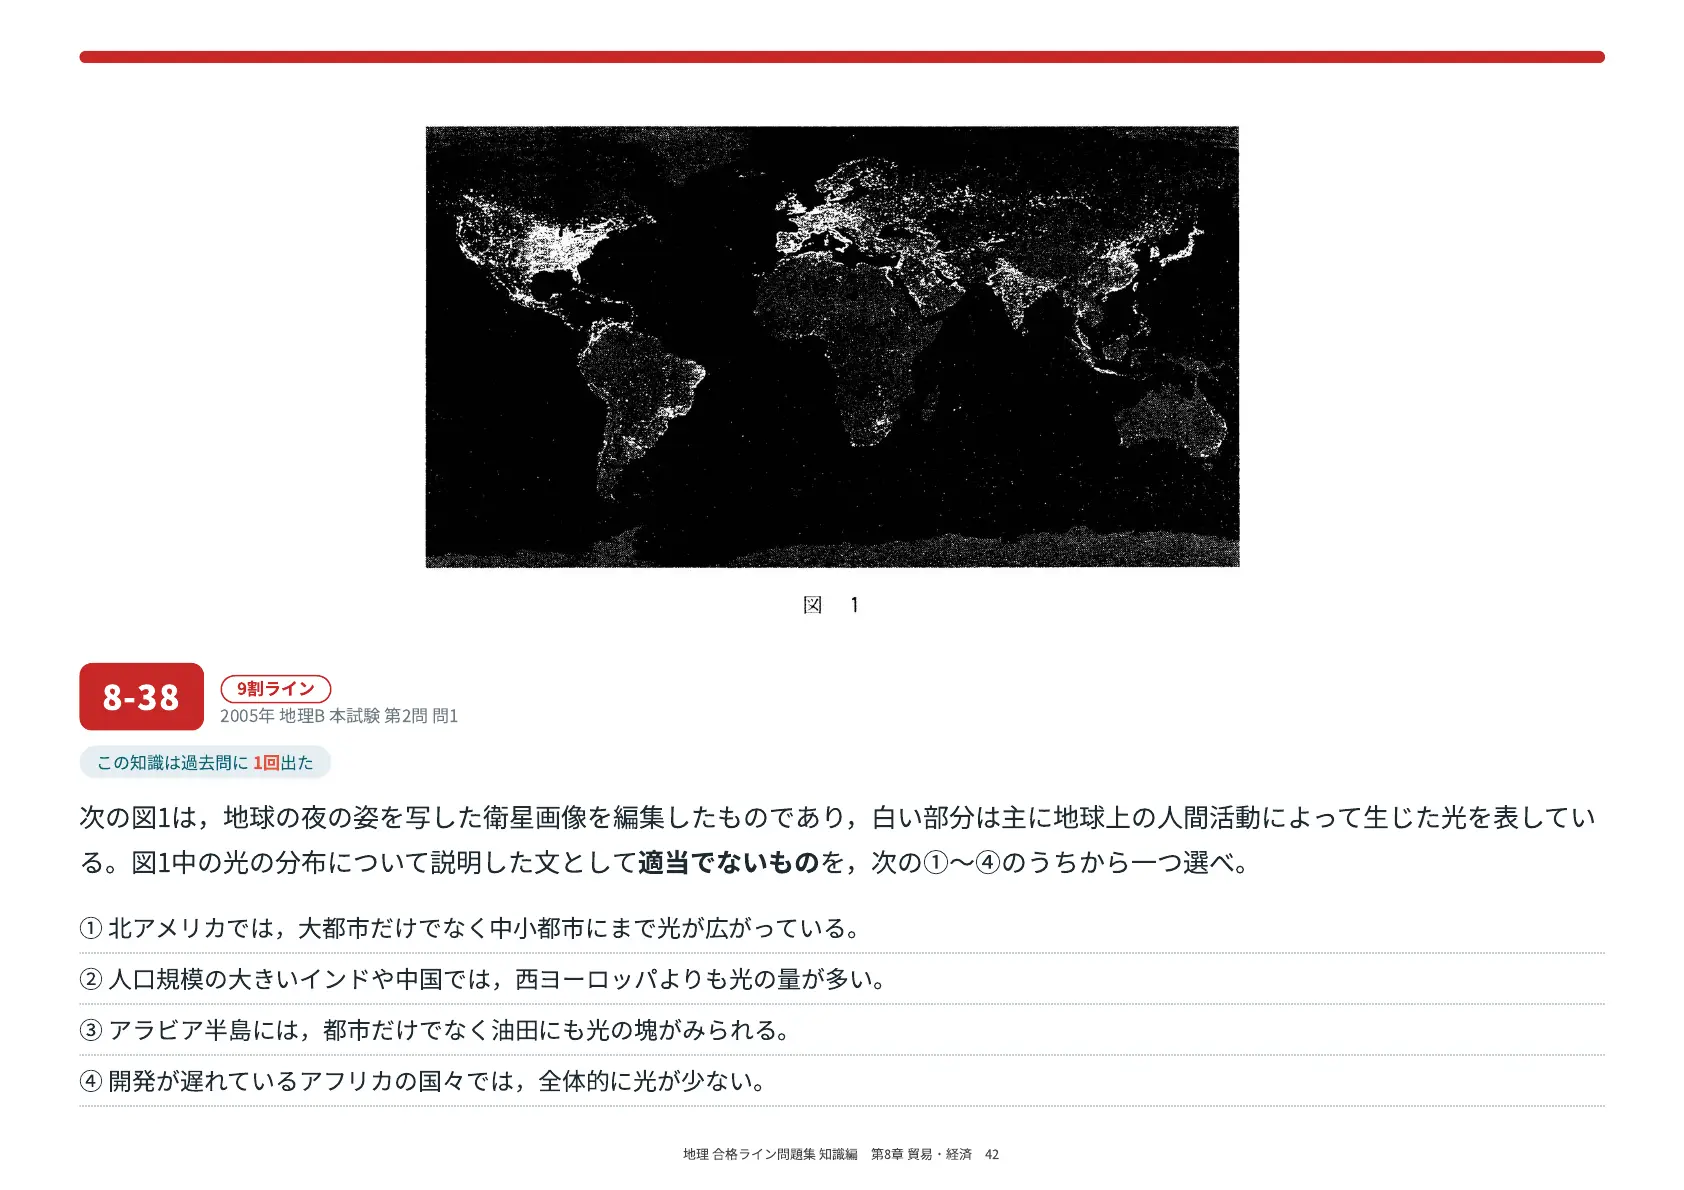 図 1
8-38
9割ライン
2005年 地理B 本試験 第2問 問1
この知識は過去問に 1回出た
次の図1は，地球の夜の姿を写した衛星画像を編集したものであり，白い部分は主に地球上の人間活動によって生じた光を表してい
る。図1中の光の分布について説明した文として適当でないものを，次の①～④のうちから一つ選べ。
① 北アメリカでは，大都市だけでなく中小都市にまで光が広がっている。
② 人口規模の大きいインドや中国では，西ヨーロッパよりも光の量が多い。
③ アラビア半島には，都市だけでなく油田にも光の塊がみられる。
④ 開発が遅れているアフリカの国々では，全体的に光が少ない。
地理 合格ライン問題集 知識編 第8章 貿易・経済 42